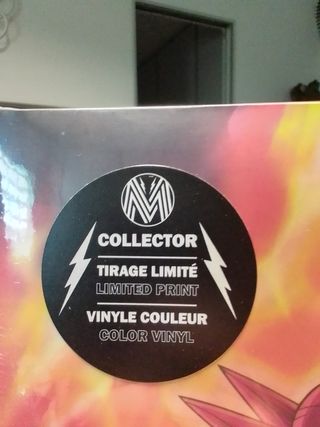 M
COLLECTOR
TIRAGE LIMITÉ
LIMITED PRINT
VINYLE COULEUR
COLOR VINYL